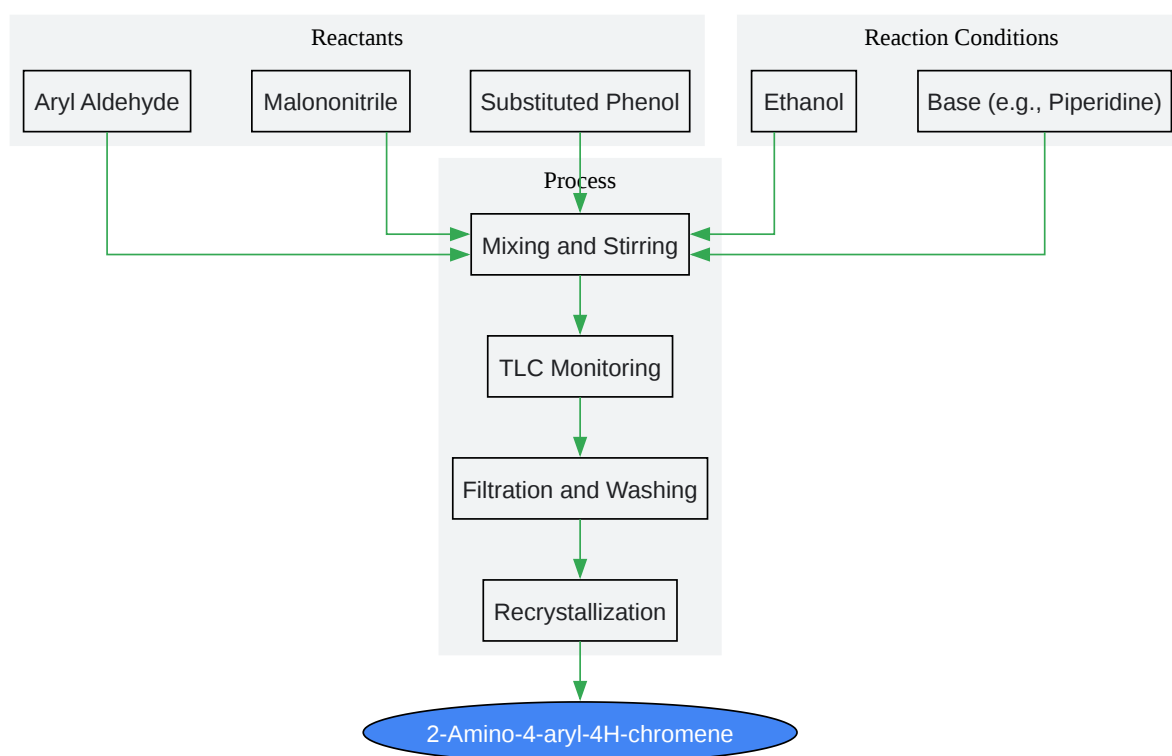 Reactants
Reaction Conditions
Aryl Aldehyde
Malononitrile
Substituted Phenol
Ethanol
Base (e.g., Piperidine)
Process
Mixing and Stirring
TLC Monitoring
Filtration and Washing
Recrystallization
2-Amino-4-aryl-4H-chromene